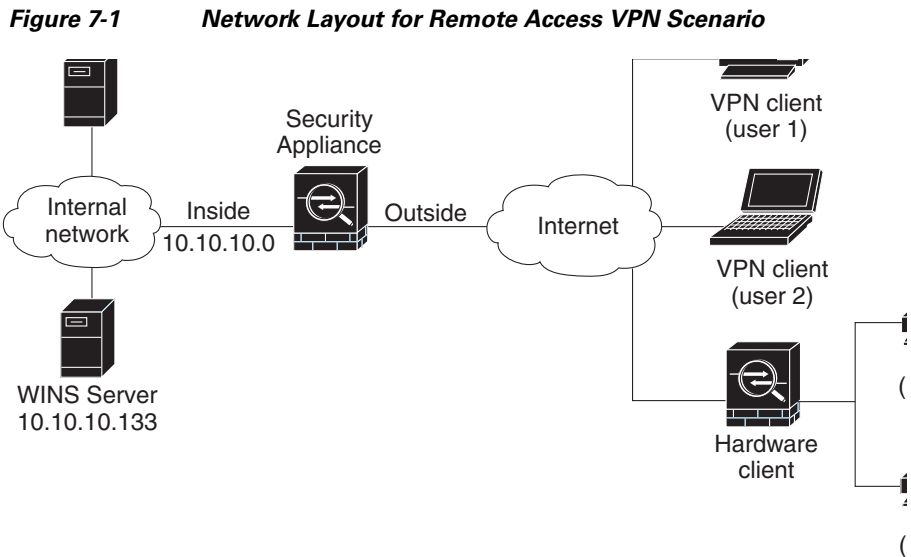 Figure 7-1 Network Layout for Remote Access VPN Scenario
VPN client
(user 1)
Security
Appliance
Internal
network
Inside
10.10.10.0
Outside
Internet
VPN client
(user 2)
WINS Server
10.10.10.133
Hardware
client
(
(